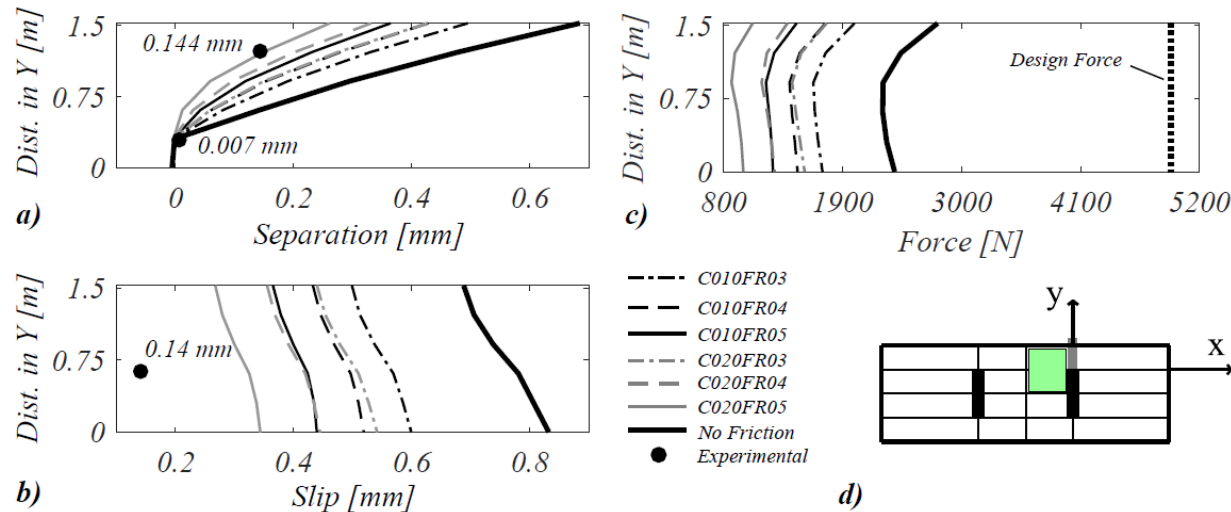 1.5
0.75
0
Dist. in Y [m]
0.144 mm
0.007 mm
0 0.2 0.4 0.6
a)
Separation [mm]
1.5
0.75
0
Dist. in Y [m]
0.14 mm
0.2 0.4 0.6 0.8
b)
Slip [mm]
1.5
0.75
0
Dist. in Y [m]
Design Force
800 1900 3000 4100 5200
c)
Force [N]
C010FR03
C010FR04
C010FR05
C020FR03
C020FR04
C020FR05
No Friction
Experimental
y
x
d)